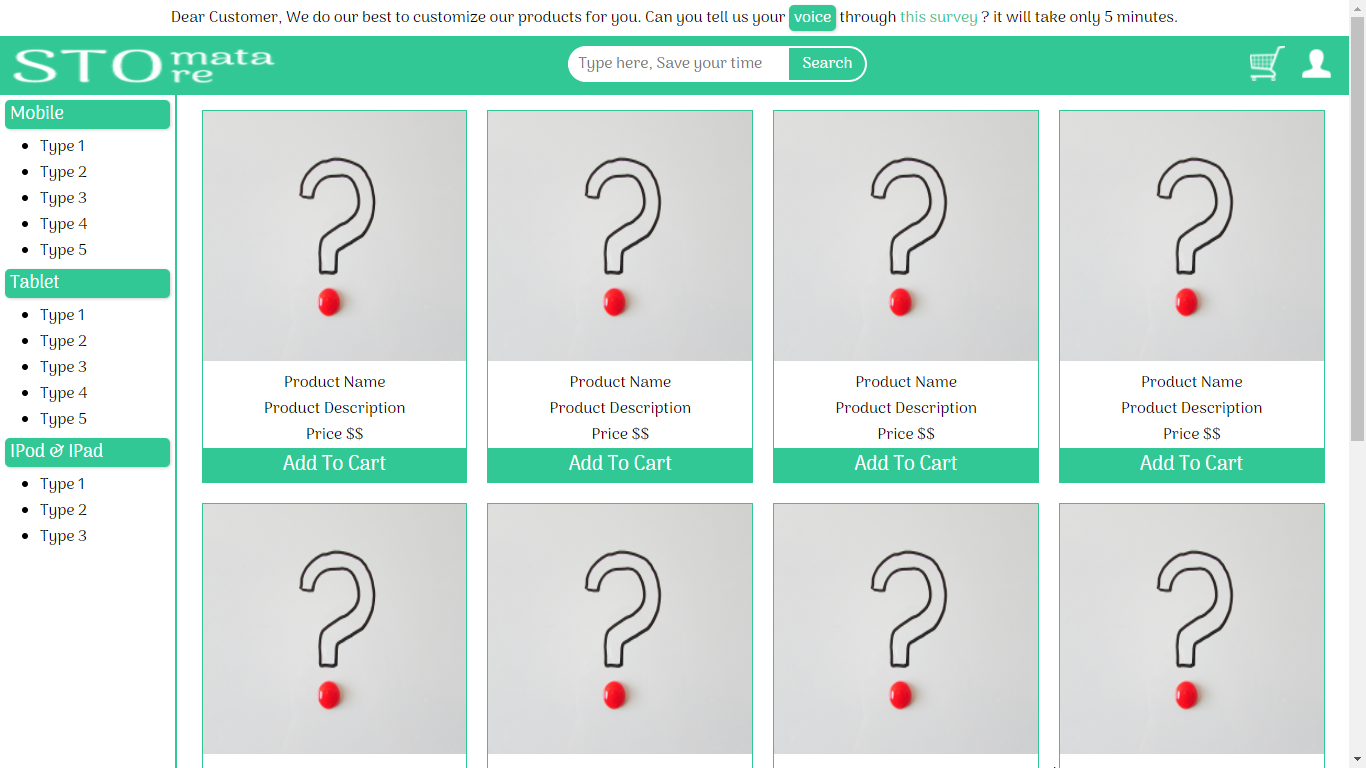 Dear Customer, We do our best to customize our products for you. Can you tell us your voice through this survey ? it will take only 5 minutes.
STO mata
re
Type here, Save your time Search
Mobile
Type 1
Type 2
Type 3
Type 4
Type 5
Tablet
Type 1
Type 2
Type 3
Type 4
Type 5
IPod & IPad
Type 1
Type 2
Type 3
Product Name
Product Description
Price $$
Add To Cart
Product Name
Product Description
Price $$
Add To Cart
Product Name
Product Description
Price $$
Add To Cart
Product Name
Product Description
Price $$
Add To Cart